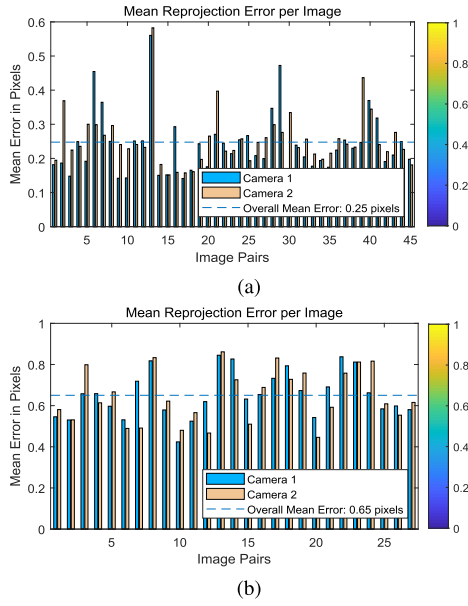 Mean Reprojection Error per Image
0.6
0.5
0.4
0.3
0.2
0.1
0
Mean Error in Pixels
Camera 1
Camera 2
Overall Mean Error: 0.25 pixels
5 10 15 20 25 30 35 40 45
Image Pairs
1
0.8
0.6
0.4
0.2
0
(a)
Mean Reprojection Error per Image
1
0.8
0.6
0.4
0.2
0
Mean Error in Pixels
Camera 1
Camera 2
Overall Mean Error: 0.65 pixels
5 10 15 20 25
Image Pairs
1
0.8
0.6
0.4
0.2
0
(b)